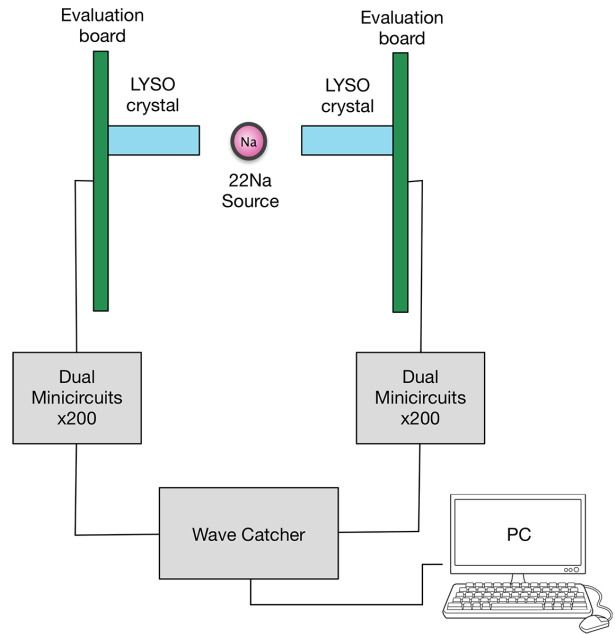 Evaluation
board
Evaluation
board
LYSO
crystal
LYSO
crystal
Na
22Na
Source
Dual
Minicircuits
x200
Dual
Minicircuits
x200
Wave Catcher
PC